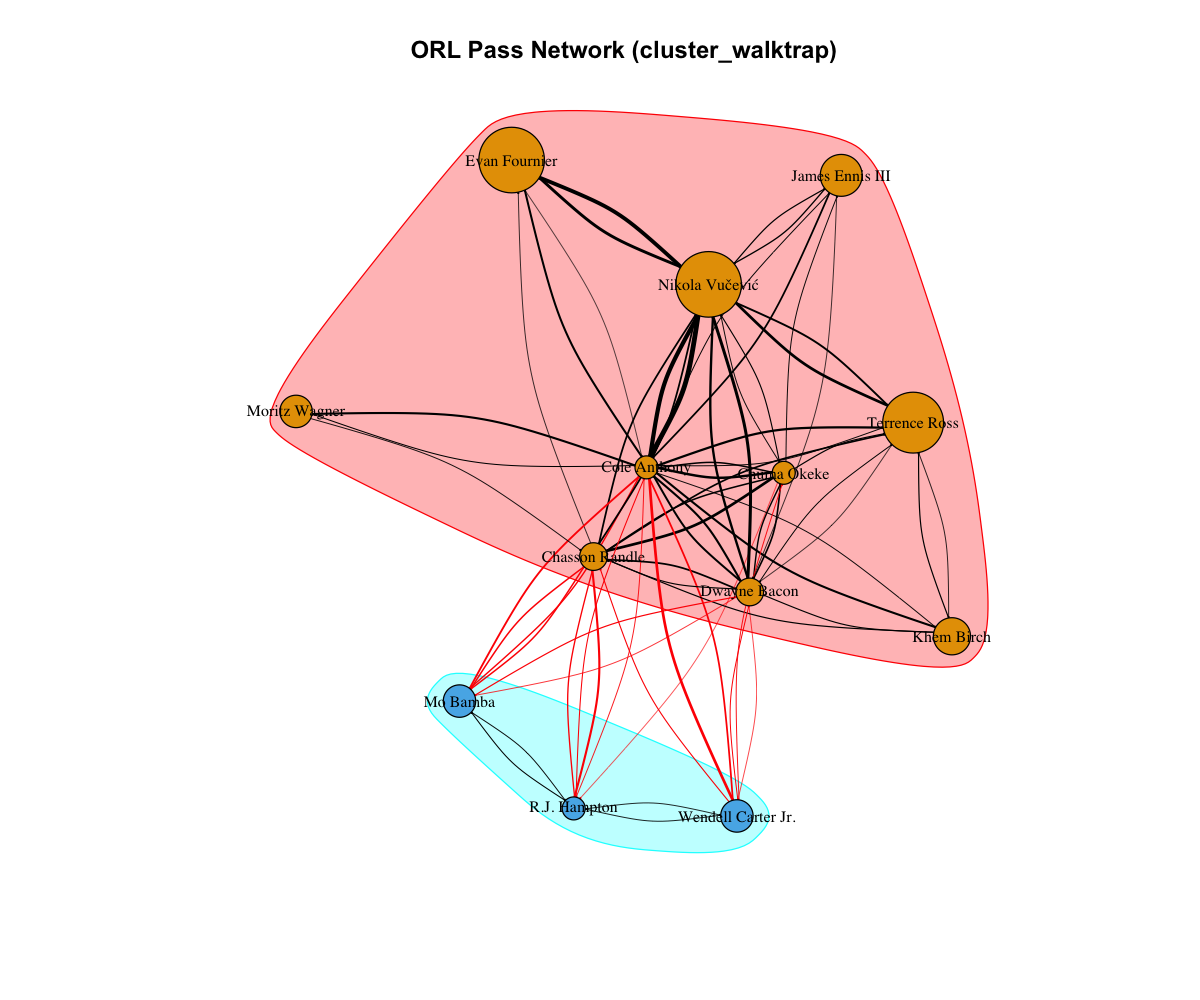 ORL Pass Network (cluster_walktrap)
Evan Fournier
James Ennis III
Nikola Vučević
Moritz Wagner
Terrence Ross
Cole Anthony
Chuma Okeke
Chasson Randle
Dwayne Bacon
Khem Birch
Mo Bamba
R.J. Hampton
Wendell Carter Jr.